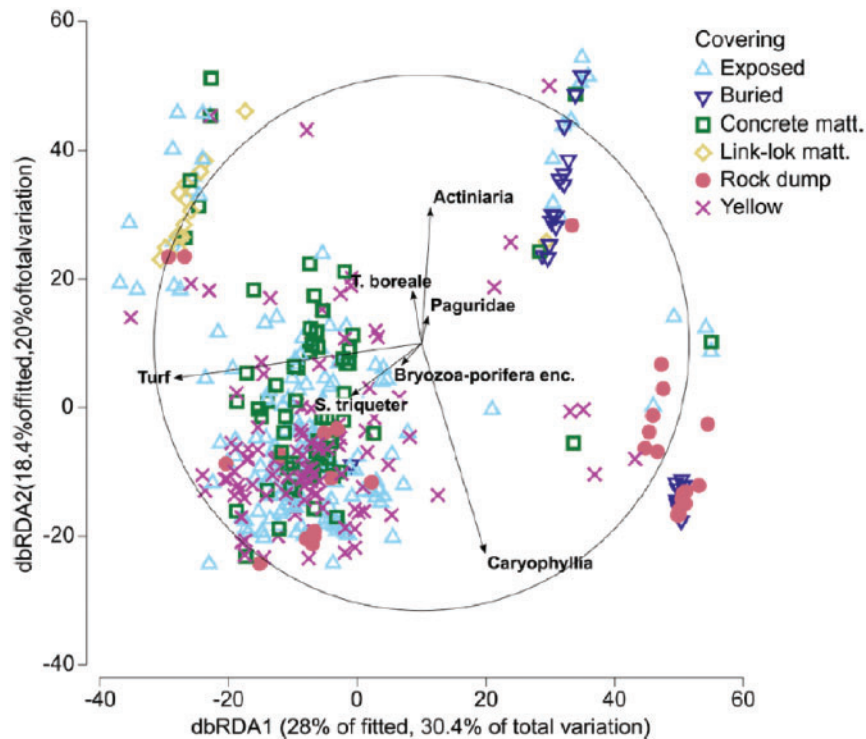 60
40
20
0
-20
-40
-40
-20
0
20
40
60
dbRDA2(18.4%offitted,20%oftotalvariation)
dbRDA1 (28% of fitted, 30.4% of total variation)
Covering
Exposed
Buried
Concrete matt.
Link-lok matt.
Rock dump
Yellow
Actiniaria
T. boreale
Paguridae
Turf
Bryozoa-porifera enc.
S. triqueter
Caryophyllia